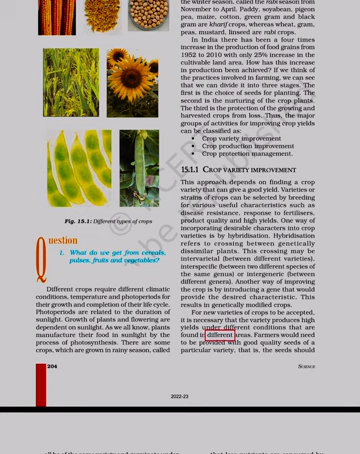 Fig. 15.1: Different types of crops
Question
1. What do we get from cereals,
pulses, fruits and vegetables?
Different crops require different climatic
conditions, temperature and photoperiods for
their growth and completion of their life cycle.
Photoperiods are related to the duration of
sunlight. Growth of plants and flowering are
dependent on sunlight. As we all know, plants
manufacture their food in sunlight by the
process of photosynthesis. There are some
crops, which are grown in rainy season, called
the winter season, called the rabi season from
November to April. Paddy, soyabean, pigeon
pea, maize, cotton, green gram and black
gram are kharif crops, whereas wheat, gram,
peas, mustard, linseed are rabi crops.
In India there has been a four times
increase in the production of food grains from
1952 to 2010 with only 25% increase in the
cultivable land area. How has this increase
in production been achieved? If we think of
the practices involved in farming, we can see
that we can divide it into three stages. The
first is the choice of seeds for planting. The
second is the nurturing of the crop plants.
The third is the protection of the growing and
harvested crops from loss. Thus, the major
groups of activities for improving crop yields
can be classified as:
• Crop variety improvement
• Crop production improvement
• Crop protection management.
15.1.1 CROP VARIETY IMPROVEMENT
This approach depends on finding a crop
variety that can give a good yield. Varieties or
strains of crops can be selected by breeding
for various useful characteristics such as
disease resistance, response to fertilisers,
product quality and high yields. One way of
incorporating desirable characters into crop
varieties is by hybridisation. Hybridisation
refers to crossing between genetically
dissimilar plants. This crossing may be
intervarietal (between different varieties),
interspecific (between two different species of
the same genus) or intergeneric (between
different genera). Another way of improving
the crop is by introducing a gene that would
provide the desired characteristic. This
results in genetically modified crops.
For new varieties of crops to be accepted,
it is necessary that the variety produces high
yields under different conditions that are
found in different areas. Farmers would need
to be provided with good quality seeds of a
particular variety, that is, the seeds should
204
SCIENCE
2022-23